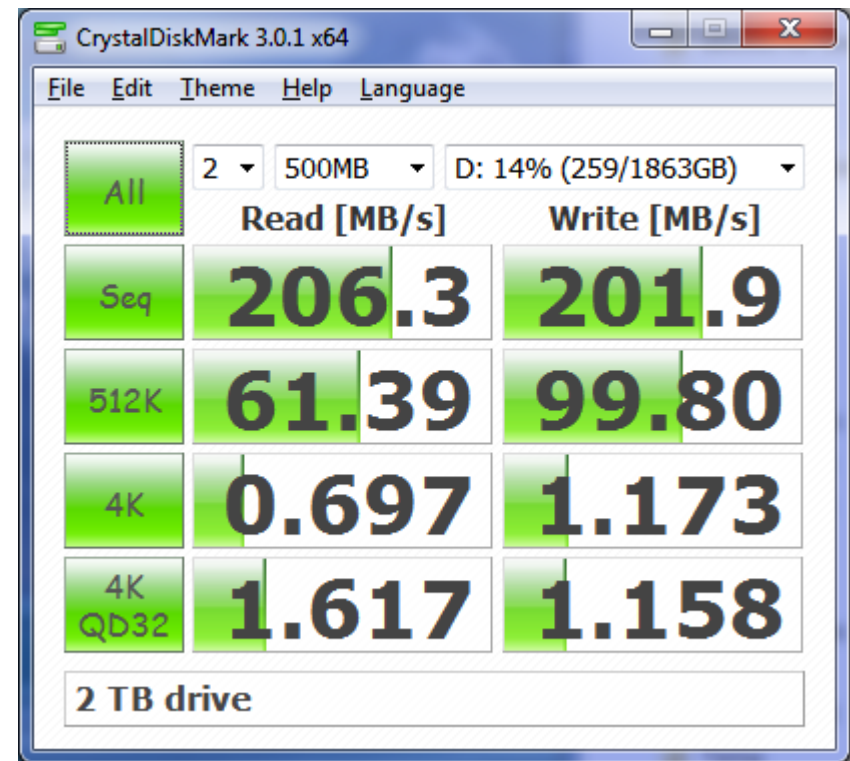 CrystalDiskMark 3.0.1 x64
File Edit Theme Help Language
All 2 500MB D: 14% (259/1863GB)
Read [MB/s] Write [MB/s]
Seq 206.3 201.9
512K 61.39 99.80
4K 0.697 1.173
4K QD32 1.617 1.158
2 TB drive